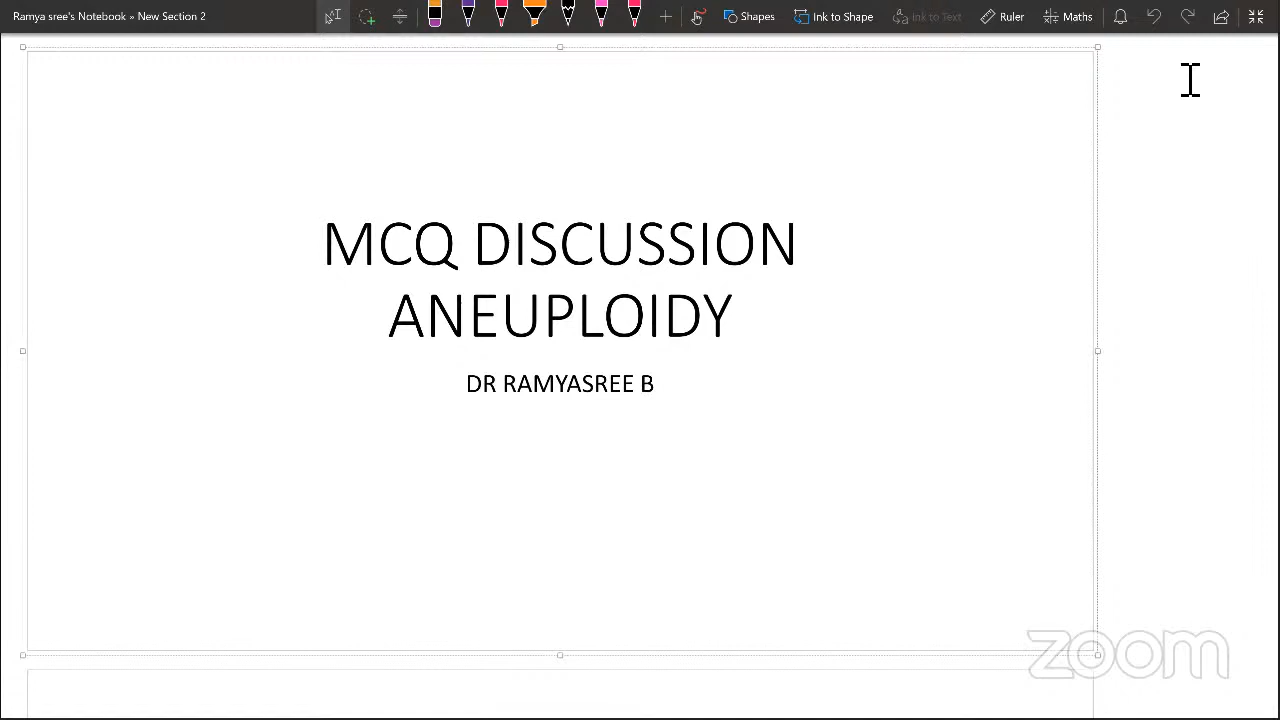 Ramya sree's Notebook » New Section 2
Shapes
Ink to Shape
Ink to Text
Ruler
Maths
MCQ DISCUSSION
ANEUPLOIDY
DR RAMYASREE B
zoom